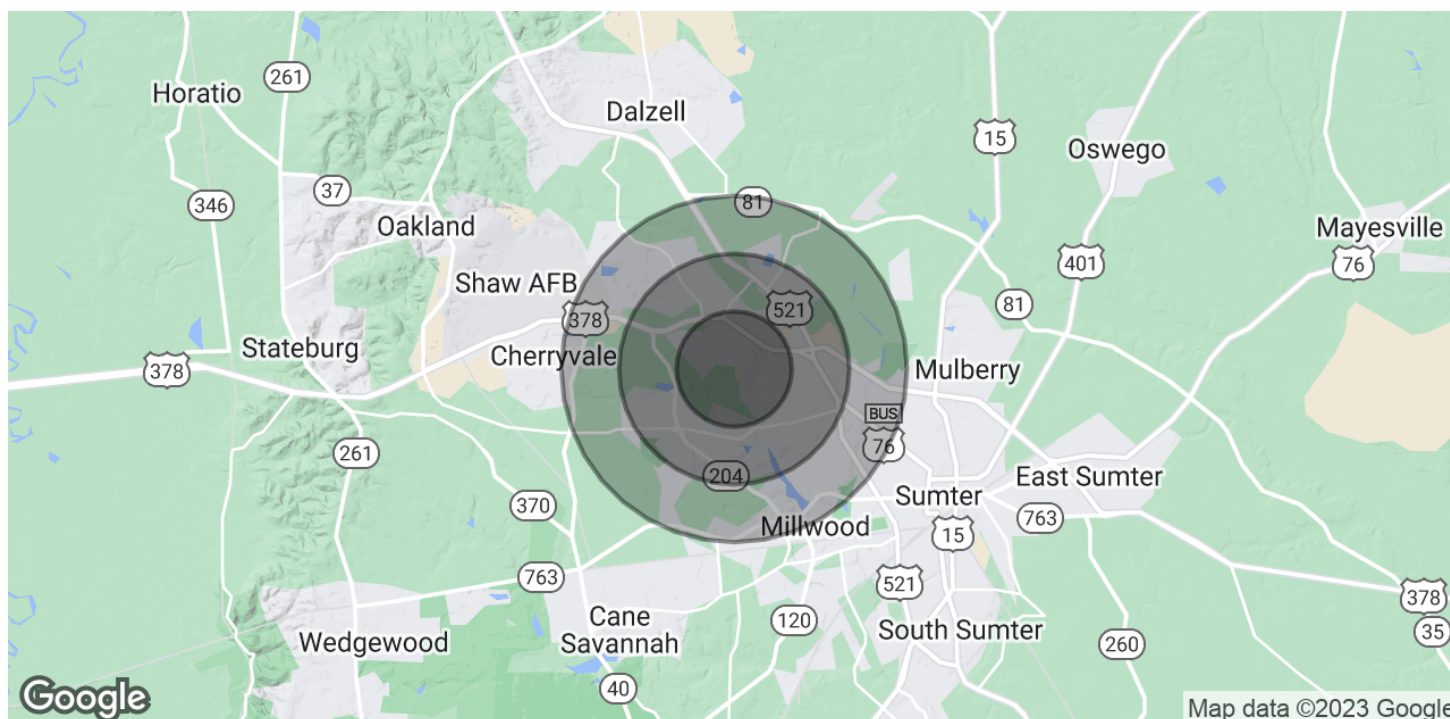 261
Horatio
Dalzell
15
Oswego
37
346
81
Oakland
Mayesville
401
76
Shaw AFB
521
81
378
Stateburg
Cherryvale
378
Mulberry
BUS
76
261
204
East Sumter
370
Sumter
763
Millwood
15
763
521
378
Cane
Savannah
120
35
Wedgewood
South Sumter
260
40
Google
Map data ©2023 Google